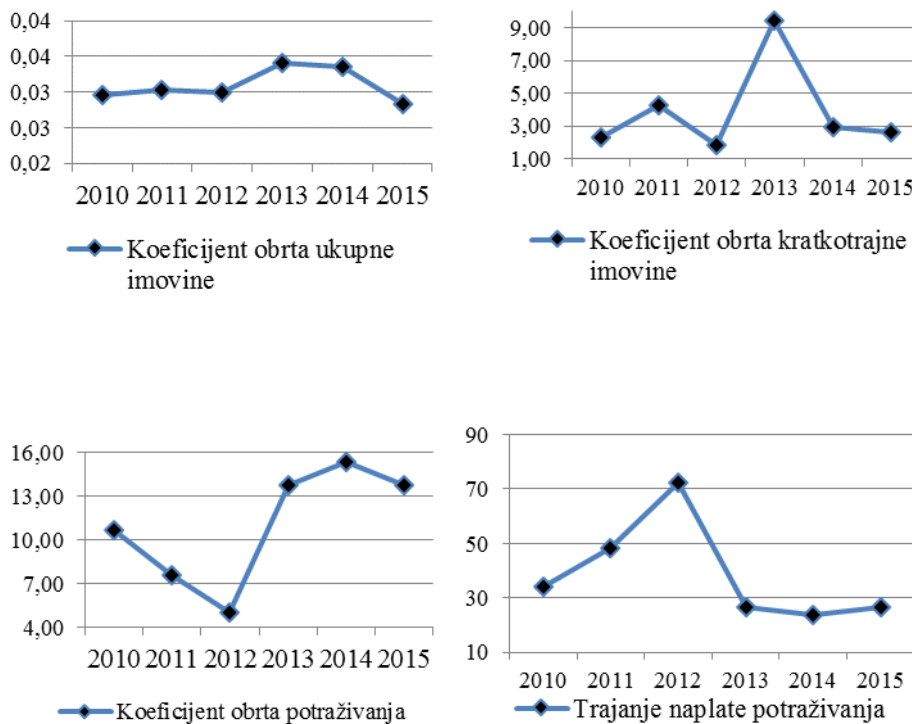 0,04
0,04
0,03
0,03
0,02
2010 2011 2012 2013 2014 2015
Koeficijent obrta ukupne
imovine
9,00
7,00
5,00
3,00
1,00
2010 2011 2012 2013 2014 2015
Koeficijent obrta kratkotrajne
imovine
16,00
13,00
10,00
7,00
4,00
2010 2011 2012 2013 2014 2015
Koeficijent obrta potraživanja
90
70
50
30
10
2010 2011 2012 2013 2014 2015
Trajanje naplate potraživanja